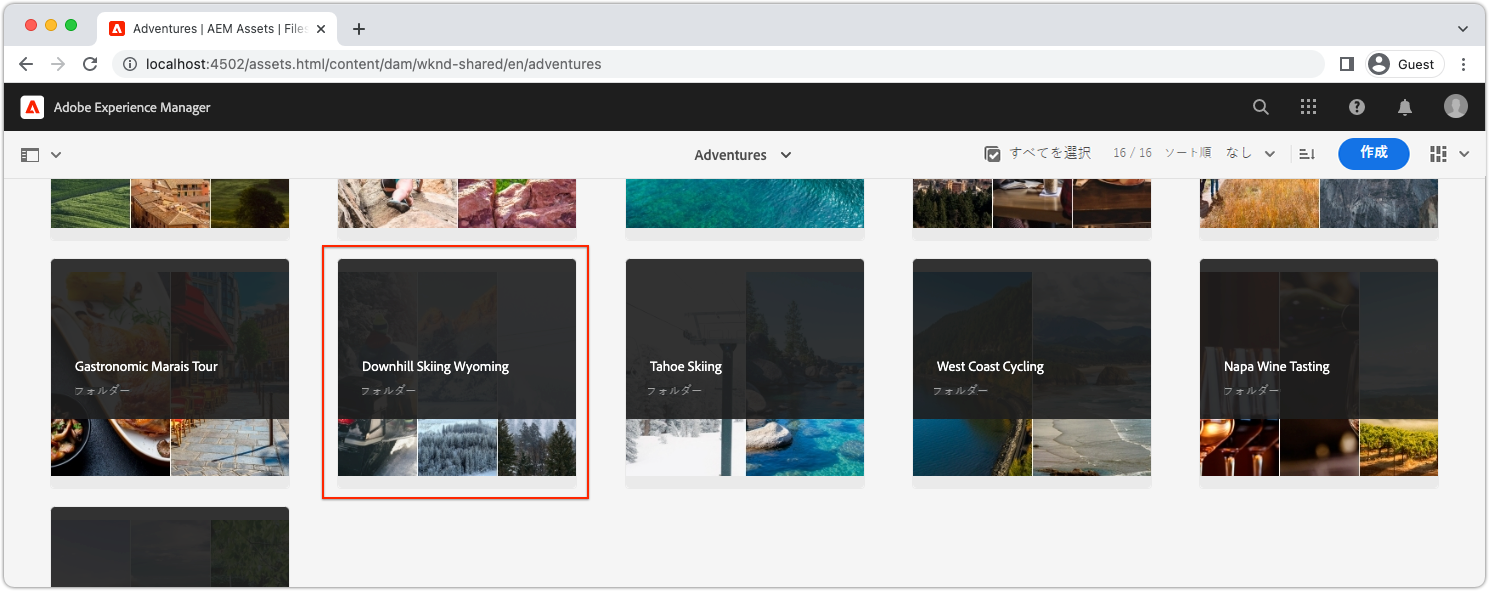 Adventures | AEM Assets | Files
localhost:4502/assets.html/content/dam/wknd-shared/en/adventures
Guest
Adobe Experience Manager
Adventures
すべてを選択 16 / 16 ソート順 なし
作成
Gastronomic Marais Tour
フォルダー
Downhill Skiing Wyoming
フォルダー
Tahoe Skiing
フォルダー
West Coast Cycling
フォルダー
Napa Wine Tasting
フォルダー